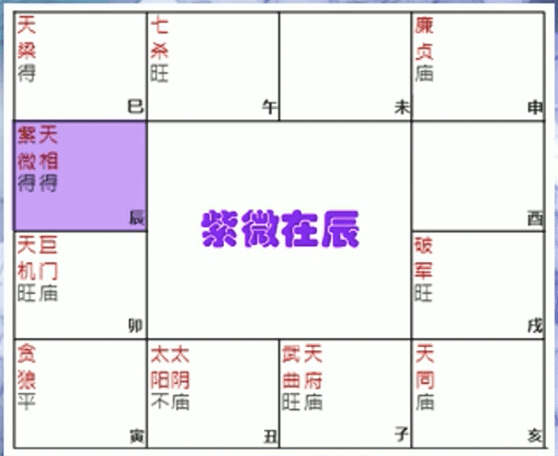 天
梁
得
巳
七
杀
旺
午
未
廉
贞
庙
申
紫天
微相
得得
辰
紫微在辰
酉
天巨
机门
旺庙
卯
破
军
旺
戌
贪
狼
平
寅
太太
阳阴
不庙
丑
武天
曲府
旺庙
子
天
同
庙
亥